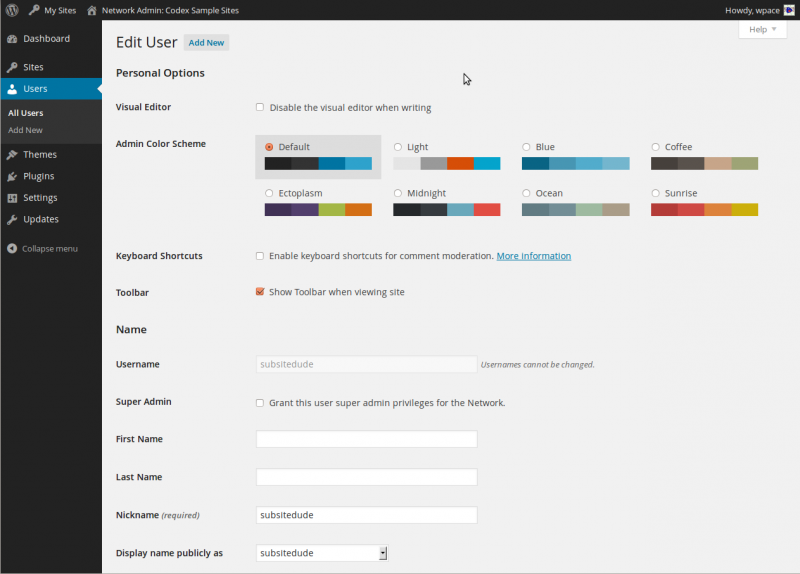 My Sites Network Admin: Codex Sample Sites Howdy, wpace
Help
Dashboard
Sites
Users
All Users
Add New
Themes
Plugins
Settings
Updates
Collapse menu
Edit User Add New
Personal Options
Visual Editor Disable the visual editor when writing
Admin Color Scheme Default Light Blue Coffee
Ectoplasm Midnight Ocean Sunrise
Keyboard Shortcuts Enable keyboard shortcuts for comment moderation. More information
Toolbar Show Toolbar when viewing site
Name
Username subsitedude Usernames cannot be changed.
Super Admin Grant this user super admin privileges for the Network.
First Name
Last Name
Nickname (required) subsitedude
Display name publicly as subsitedude